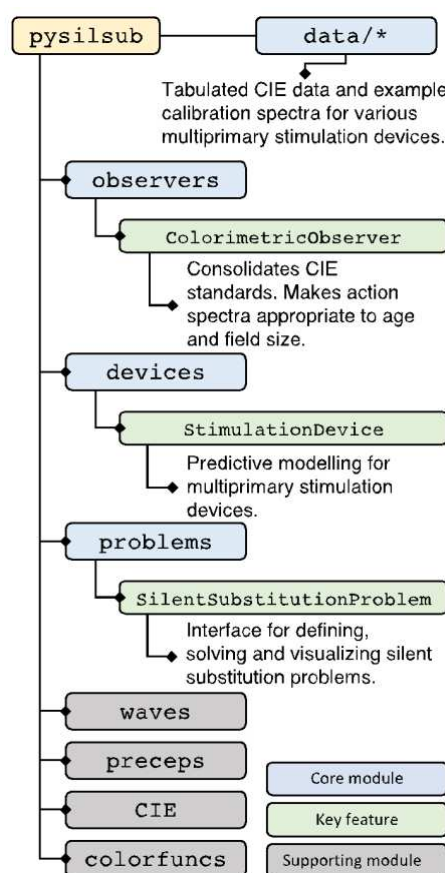 pysilsub
data/*
Tabulated CIE data and example
calibration spectra for various
multiprimary stimulation devices.
observers
ColorimetricObserver
Consolidates CIE
standards. Makes action
spectra appropriate to age
and field size.
devices
StimulationDevice
Predictive modelling for
multiprimary stimulation
devices.
problems
SilentSubstitutionProblem
Interface for defining,
solving and visualizing silent
substitution problems.
waves
preceps
CIE
colorfuncs
Core module
Key feature
Supporting module